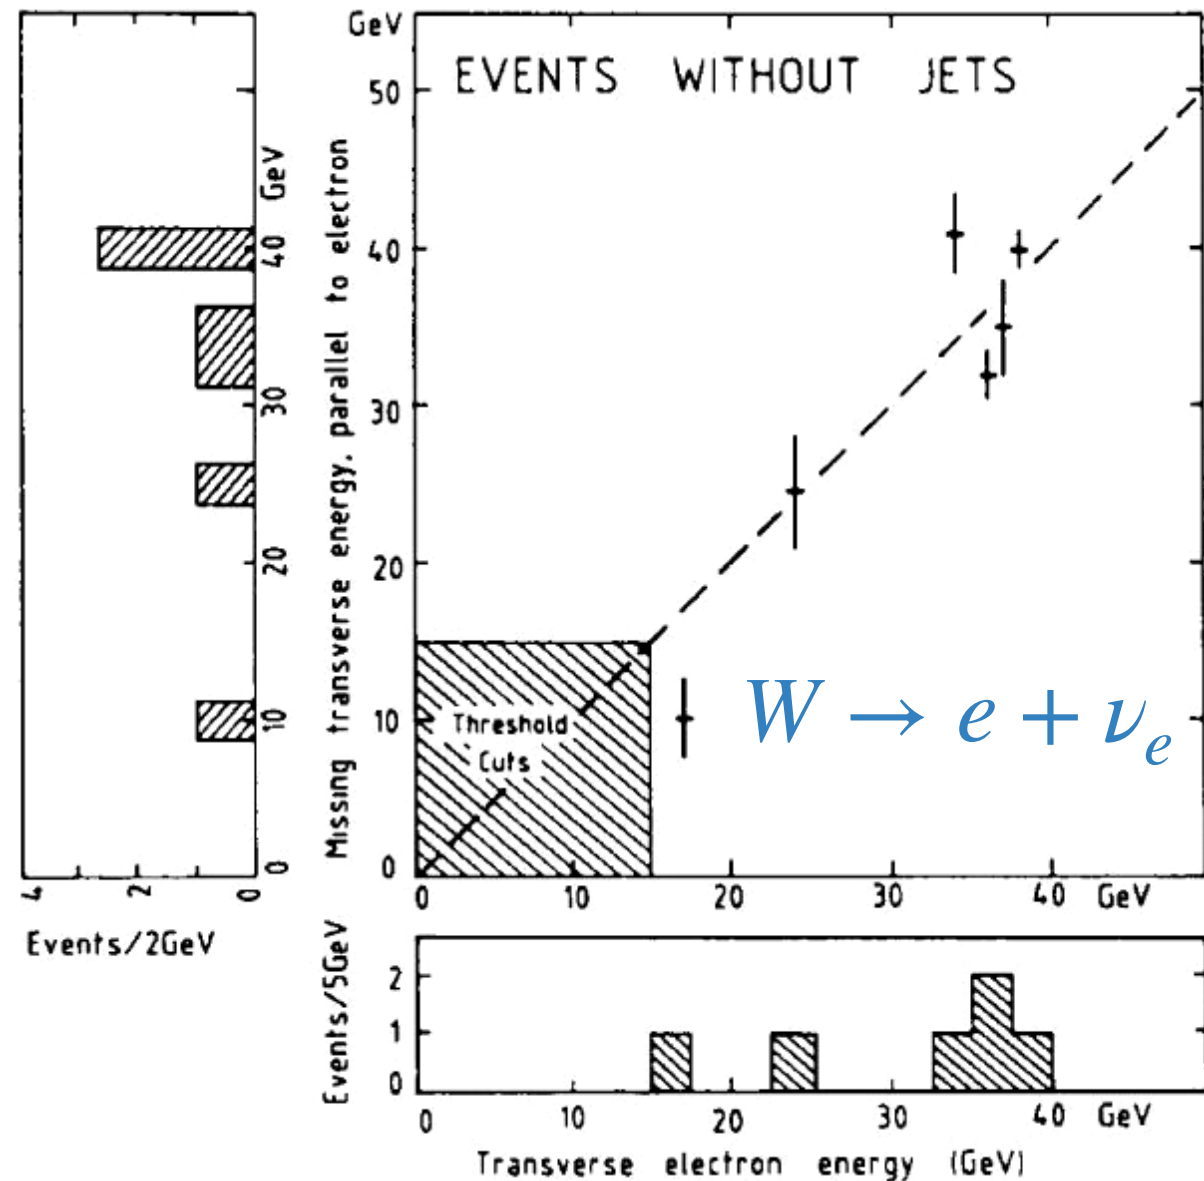 GeV
EVENTS WITHOUT JETS
50
40
30
20
10
0
Missing transverse energy, parallel to electron
Threshold
Cuts
W → e + νₑ
0 10 20 30 40 GeV
GeV
40
30
20
10
0
4 2 0
Events/2GeV
Events/5GeV
2
1
0
0 10 20 30 40 GeV
Transverse electron energy (GeV)